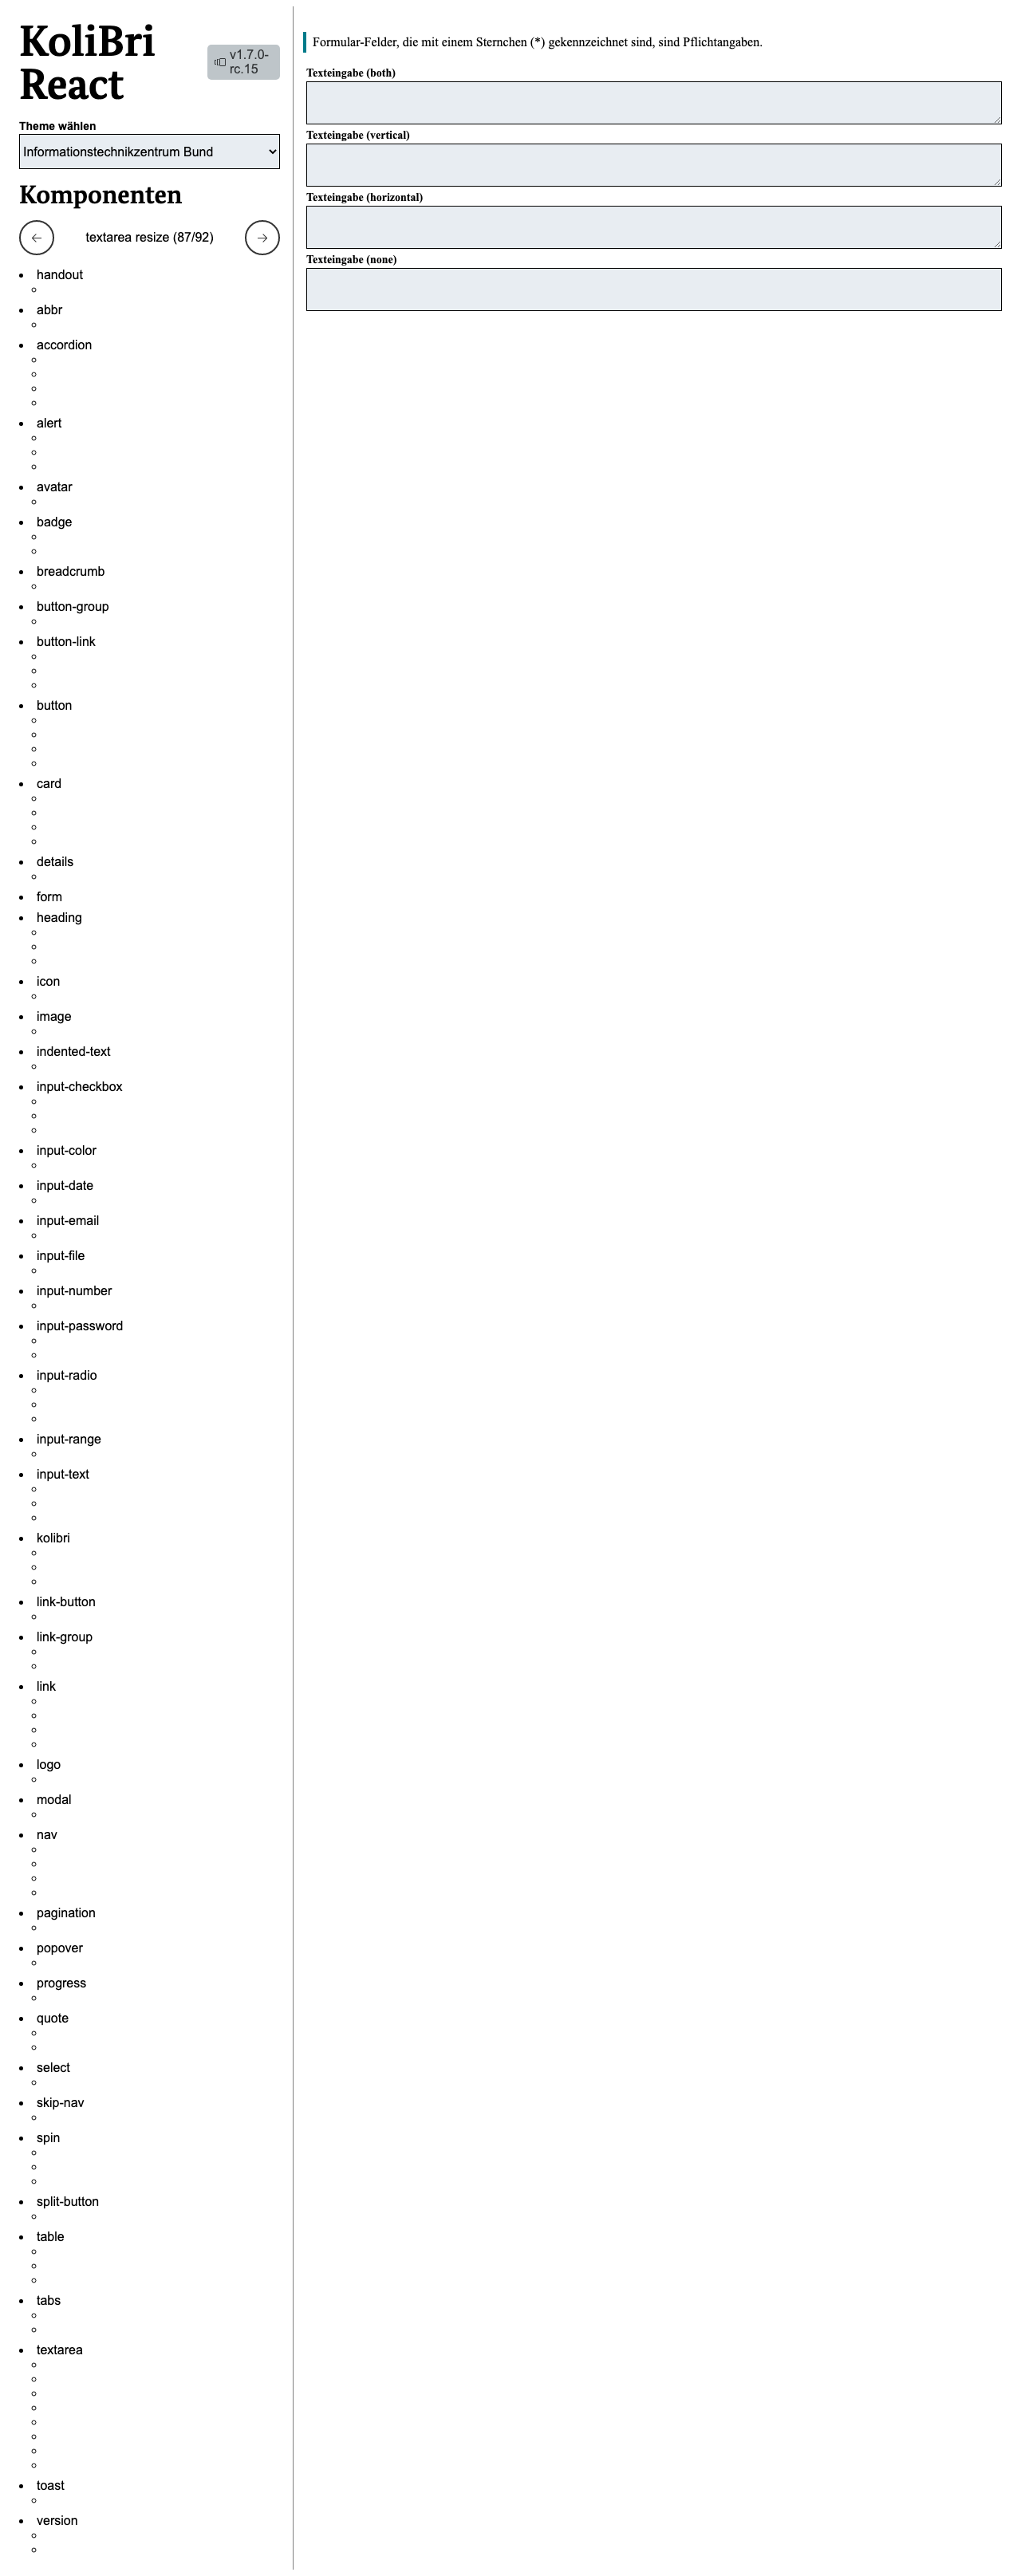 KoliBri
React
v1.7.0-
rc.15
Theme wählen
Informationstechnikzentrum Bund
Komponenten
textarea resize (87/92)
handout
abbr
accordion
alert
avatar
badge
breadcrumb
button-group
button-link
button
card
details
form
heading
icon
image
indented-text
input-checkbox
input-color
input-date
input-email
input-file
input-number
input-password
input-radio
input-range
input-text
kolibri
link-button
link-group
link
logo
modal
nav
pagination
popover
progress
quote
select
skip-nav
spin
split-button
table
tabs
textarea
toast
version
Formular-Felder, die mit einem Sternchen (*) gekennzeichnet sind, sind Pflichtangaben.
Texteingabe (both)
Texteingabe (vertical)
Texteingabe (horizontal)
Texteingabe (none)